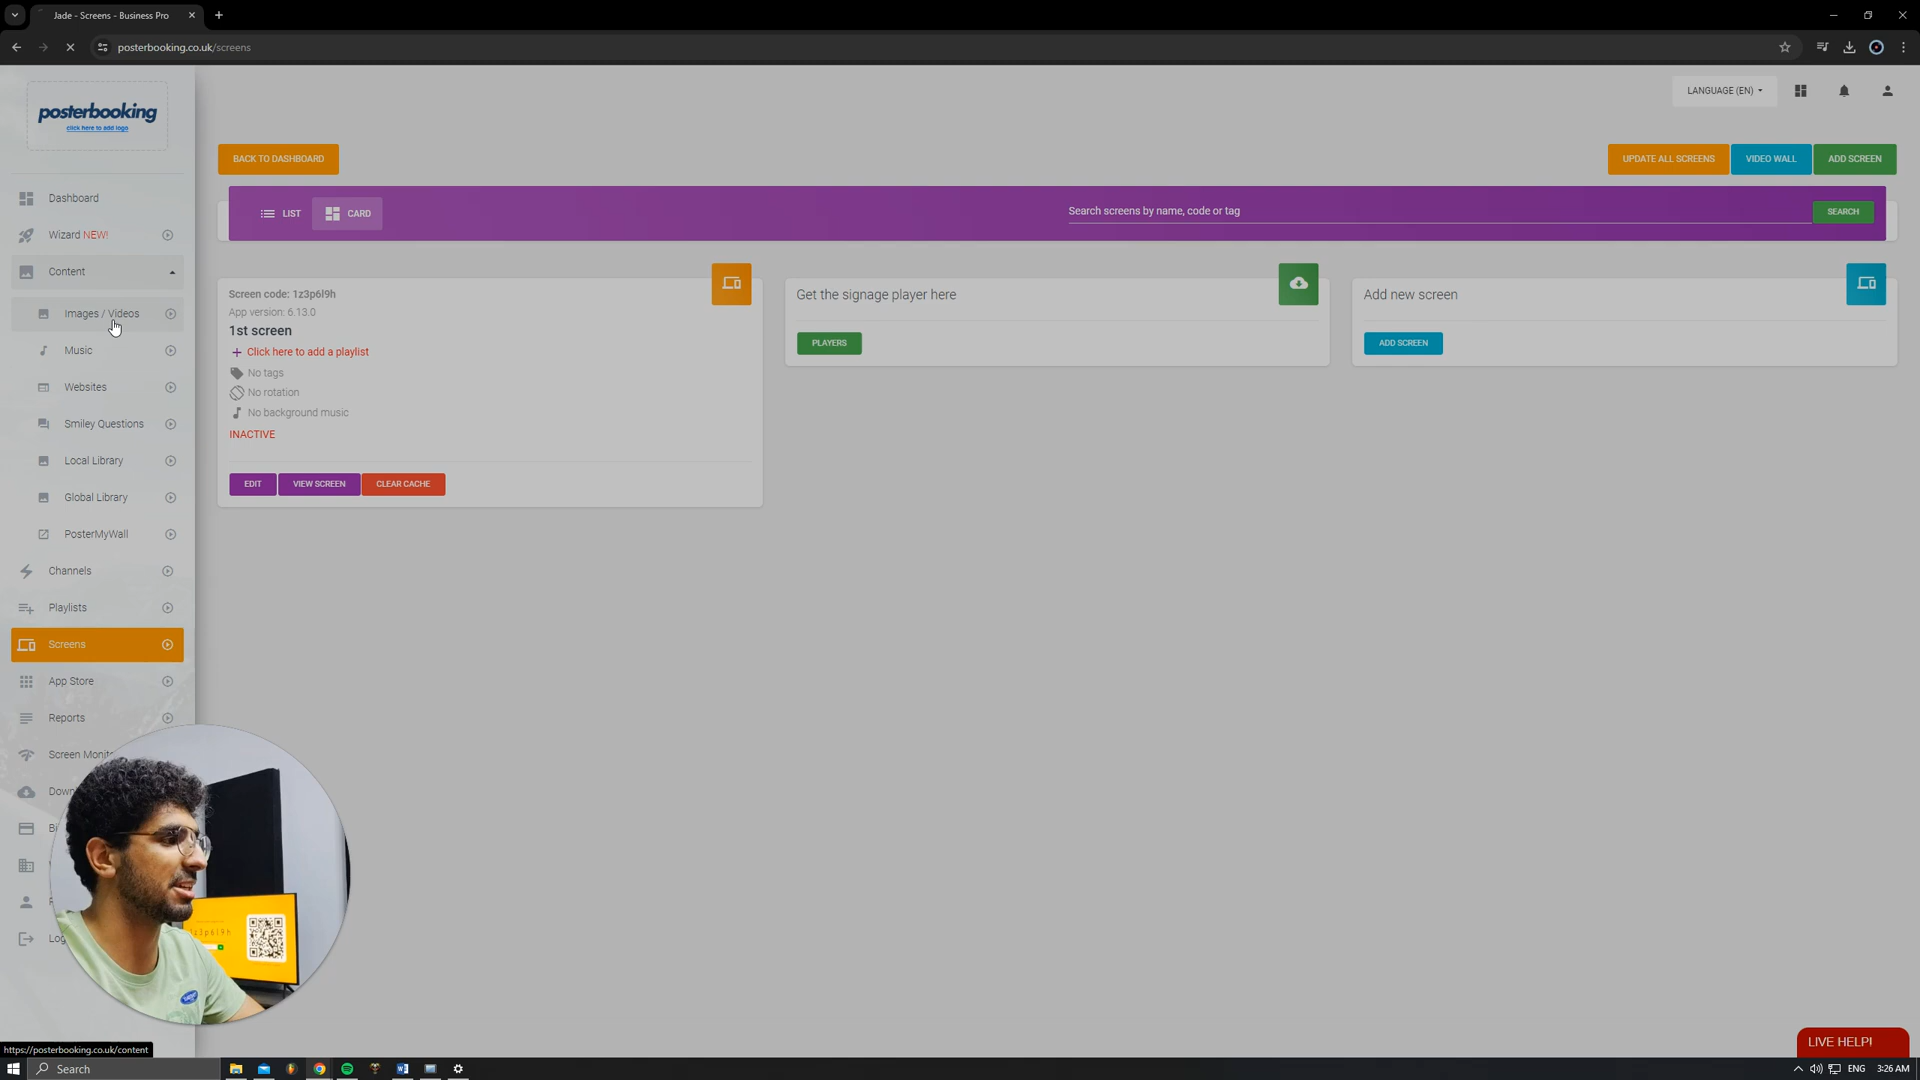 Jade - Screens - Business Pro
posterbooking.co.uk/screens
posterbooking
click here to add logo
LANGUAGE (EN)
BACK TO DASHBOARD
UPDATE ALL SCREENS
VIDEO WALL
ADD SCREEN
LIST
CARD
Search screens by name, code or tag
SEARCH
Dashboard
Wizard NEW!
Content
Images / Videos
Music
Websites
Smiley Questions
Local Library
Global Library
PosterMyWall
Channels
Playlists
Screens
App Store
Reports
Screen Monito
Down
Screen code: 1z3p6l9h
App version: 6.13.0
1st screen
+ Click here to add a playlist
No tags
No rotation
No background music
INACTIVE
EDIT
VIEW SCREEN
CLEAR CACHE
Get the signage player here
PLAYERS
Add new screen
ADD SCREEN
1z3p6l9h
LIVE HELP!
https://posterbooking.co.uk/content
Search
ENG
3:26 AM